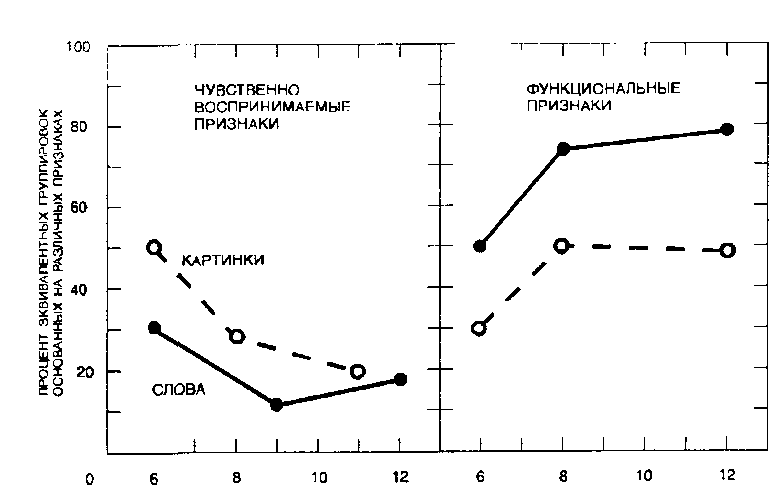 100
80
60
40
20
0
ПРОЦЕНТ ЭКВИВАЛЕНТНЫХ ГРУППИРОВОК
ОСНОВАННЫХ НА РАЗЛИЧНЫХ ПРИЗНАКАХ
ЧУВСТВЕННО
ВОСПРИНИМАЕМЫЕ
ПРИЗНАКИ
КАРТИНКИ
СЛОВА
6 8 10 12
ФУНКЦИОНАЛЬНЫЕ
ПРИЗНАКИ
6 8 10 12